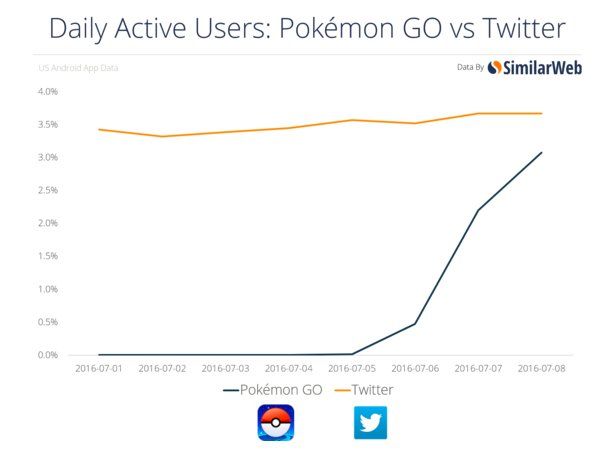 Daily Active Users: Pokémon GO vs Twitter
US Android App Data
Data By SimilarWeb
4.0%
3.5%
3.0%
2.5%
2.0%
1.5%
1.0%
0.5%
0.0%
2016-07-01 2016-07-02 2016-07-03 2016-07-04 2016-07-05 2016-07-06 2016-07-07 2016-07-08
Pokémon GO Twitter